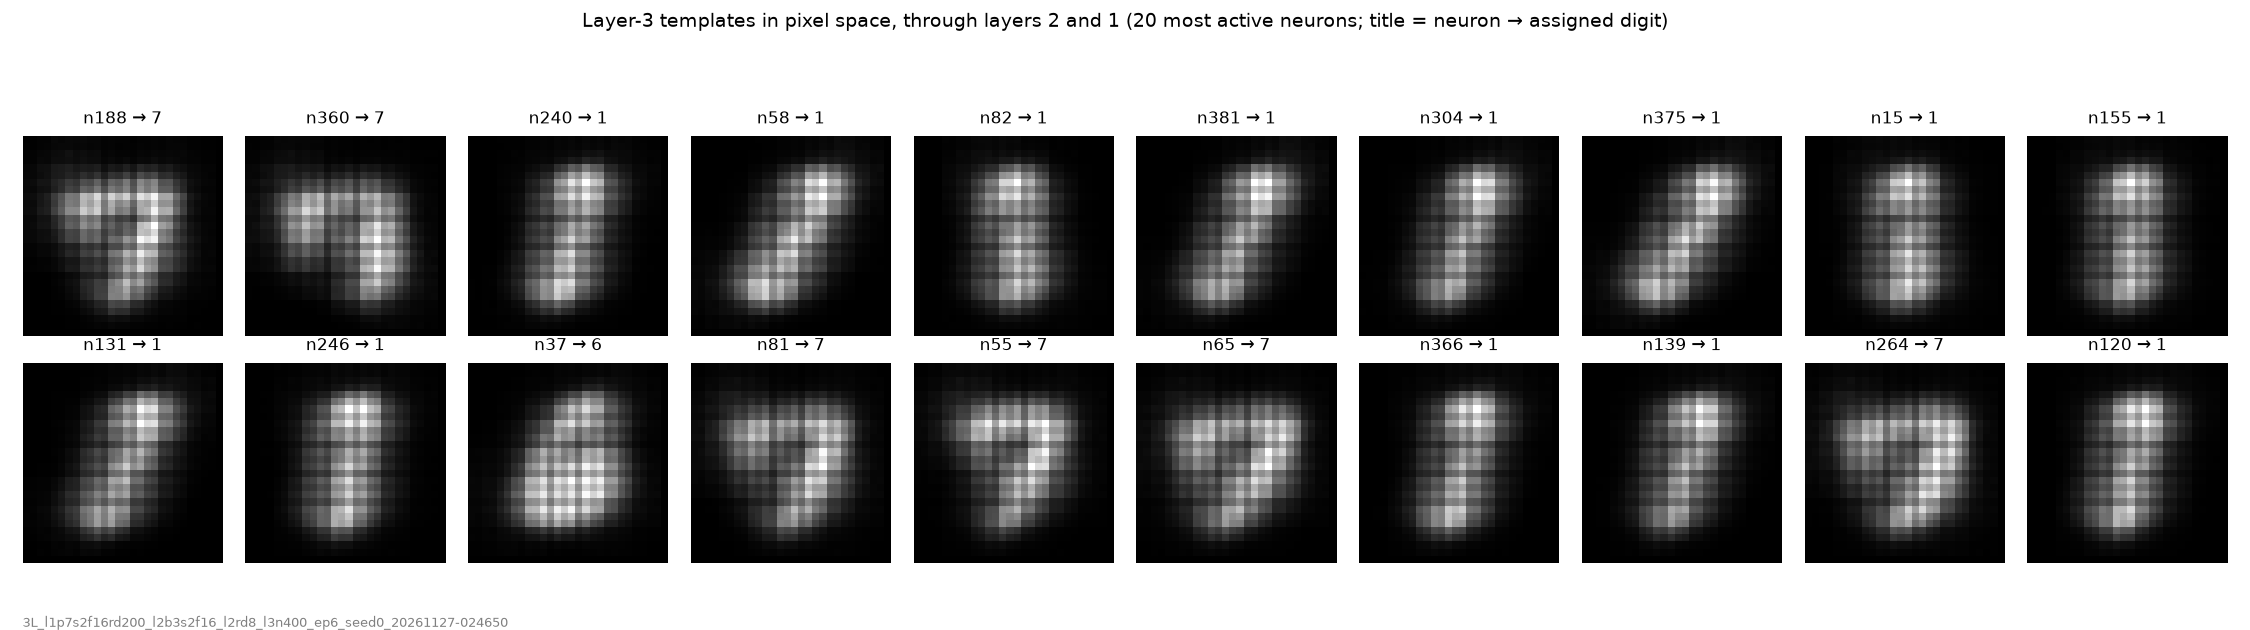 Layer-3 templates in pixel space, through layers 2 and 1 (20 most active neurons; title = neuron → assigned digit)
n188 → 7 n360 → 7 n240 → 1 n58 → 1 n82 → 1 n381 → 1 n304 → 1 n375 → 1 n15 → 1 n155 → 1
n131 → 1 n246 → 1 n37 → 6 n81 → 7 n55 → 7 n65 → 7 n366 → 1 n139 → 1 n264 → 7 n120 → 1
3L_l1p7s2f16rd200_l2b3s2f16_l2rd8_l3n400_ep6_seed0_20261127-024650